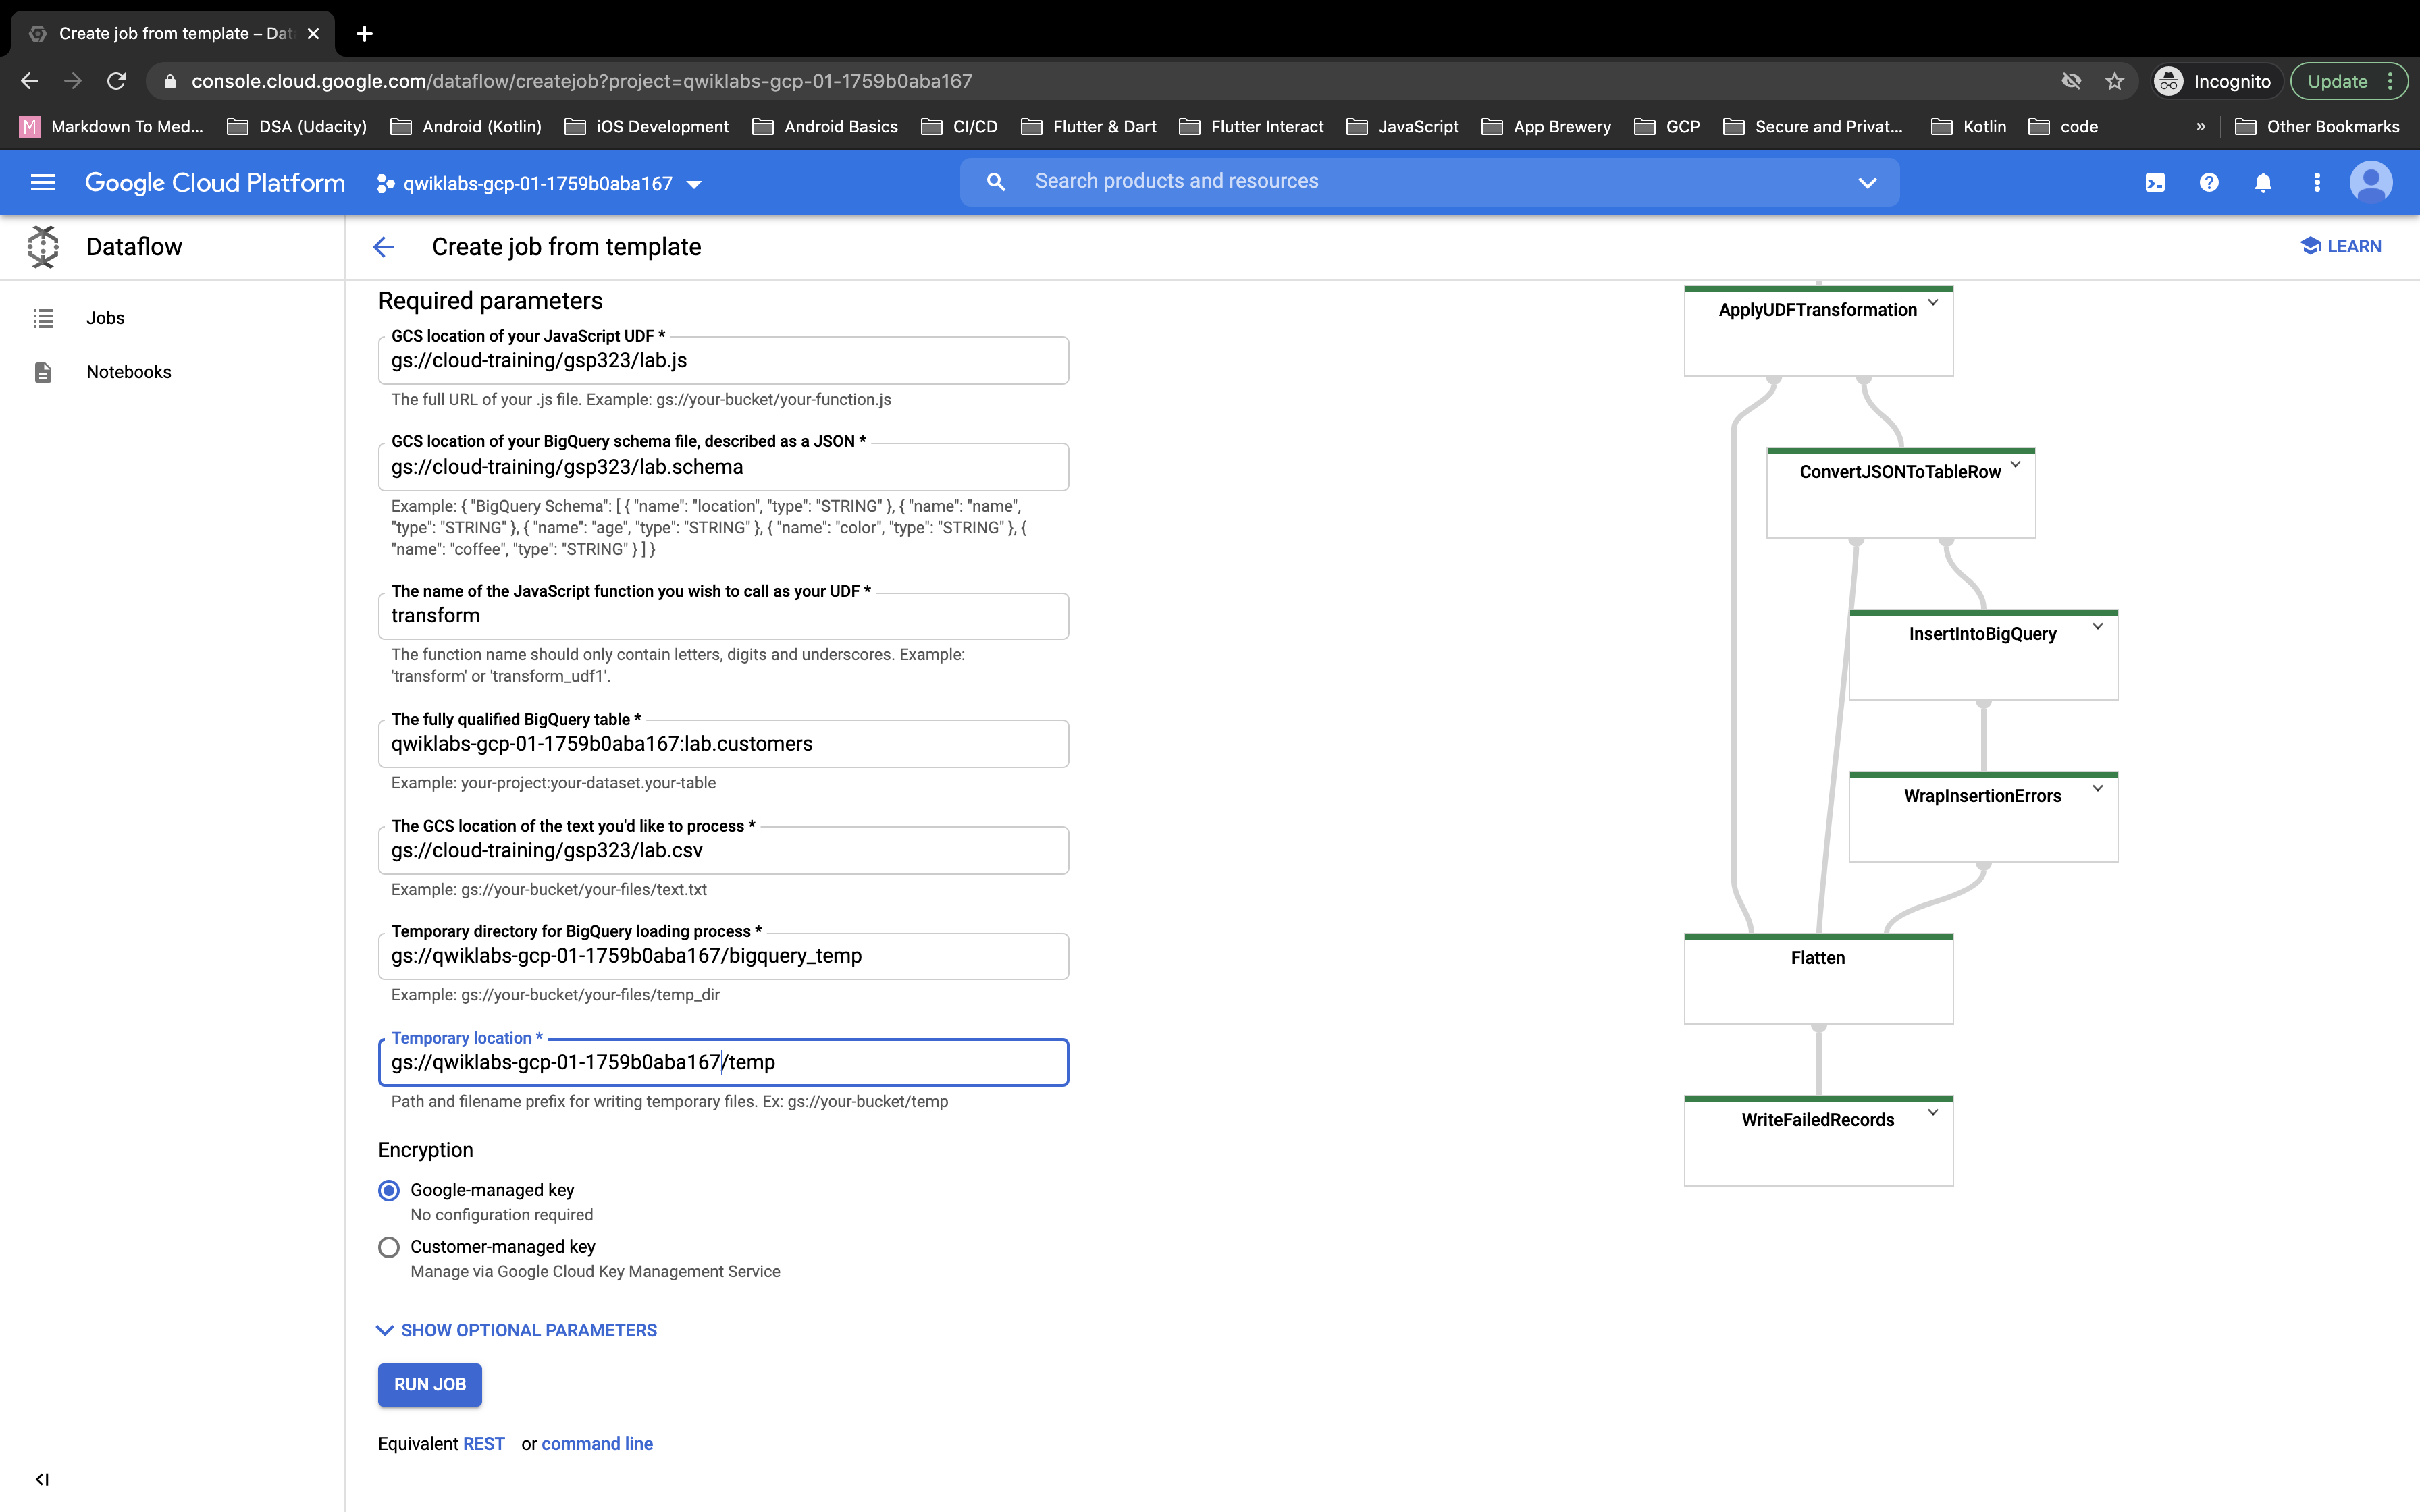 Create job from template – Dat
console.cloud.google.com/dataflow/createjob?project=qwiklabs-gcp-01-1759b0aba167
Incognito
Update
M Markdown To Med...
DSA (Udacity)
Android (Kotlin)
iOS Development
Android Basics
CI/CD
Flutter & Dart
Flutter Interact
JavaScript
App Brewery
GCP
Secure and Privat...
Kotlin
code
»
Other Bookmarks
Google Cloud Platform
qwiklabs-gcp-01-1759b0aba167
Search products and resources
Dataflow
Create job from template
LEARN
Jobs
Notebooks
Required parameters
GCS location of your JavaScript UDF *
gs://cloud-training/gsp323/lab.js
The full URL of your .js file. Example: gs://your-bucket/your-function.js
GCS location of your BigQuery schema file, described as a JSON *
gs://cloud-training/gsp323/lab.schema
Example: { "BigQuery Schema": [ { "name": "location", "type": "STRING" }, { "name": "name",
"type": "STRING" }, { "name": "age", "type": "STRING" }, { "name": "color", "type": "STRING" }, {
"name": "coffee", "type": "STRING" } ] }
The name of the JavaScript function you wish to call as your UDF *
transform
The function name should only contain letters, digits and underscores. Example:
'transform' or 'transform_udf1'.
The fully qualified BigQuery table *
qwiklabs-gcp-01-1759b0aba167:lab.customers
Example: your-project:your-dataset.your-table
The GCS location of the text you'd like to process *
gs://cloud-training/gsp323/lab.csv
Example: gs://your-bucket/your-files/text.txt
Temporary directory for BigQuery loading process *
gs://qwiklabs-gcp-01-1759b0aba167/bigquery_temp
Example: gs://your-bucket/your-files/temp_dir
Temporary location *
gs://qwiklabs-gcp-01-1759b0aba167/temp
Path and filename prefix for writing temporary files. Ex: gs://your-bucket/temp
Encryption
Google-managed key
No configuration required
Customer-managed key
Manage via Google Cloud Key Management Service
SHOW OPTIONAL PARAMETERS
RUN JOB
Equivalent REST or command line
ApplyUDFTransformation
ConvertJSONToTableRow
InsertIntoBigQuery
WrapInsertionErrors
Flatten
WriteFailedRecords